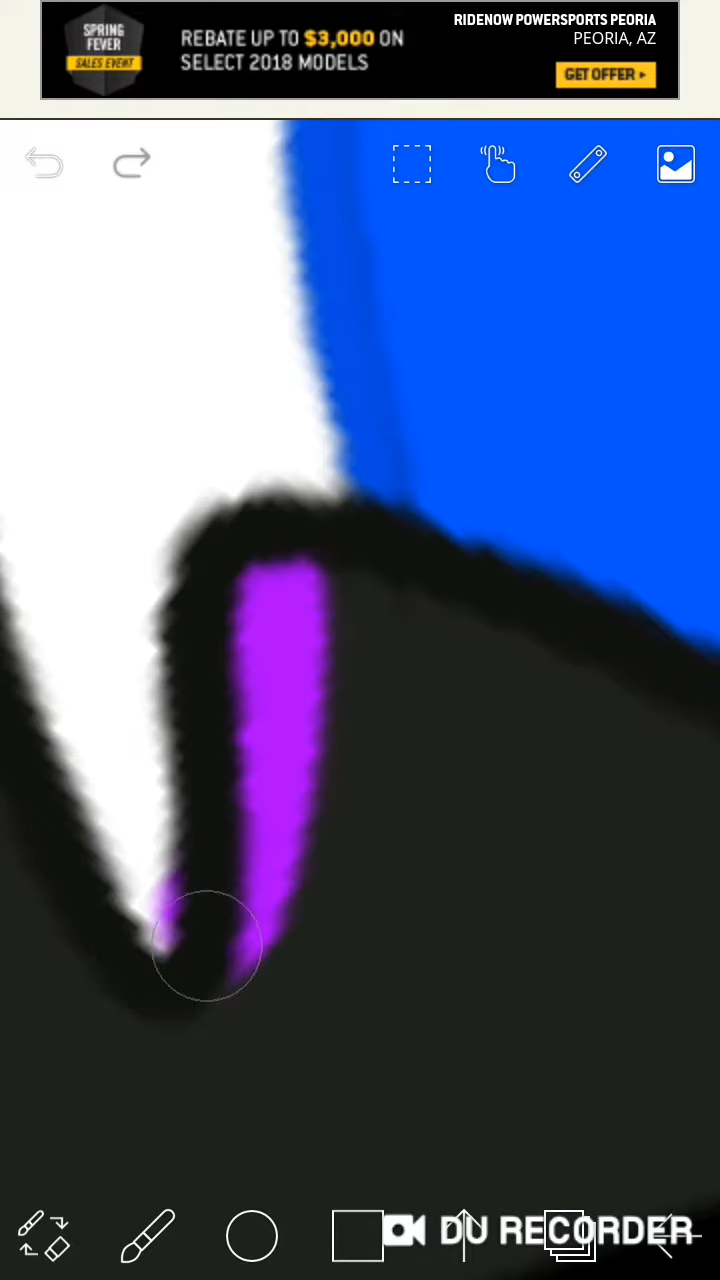 SPRING
FEVER
SALES EVENT
REBATE UP TO $3,000 ON
SELECT 2018 MODELS
RIDENOW POWERSPORTS PEORIA
PEORIA, AZ
GET OFFER
DU RECORDER